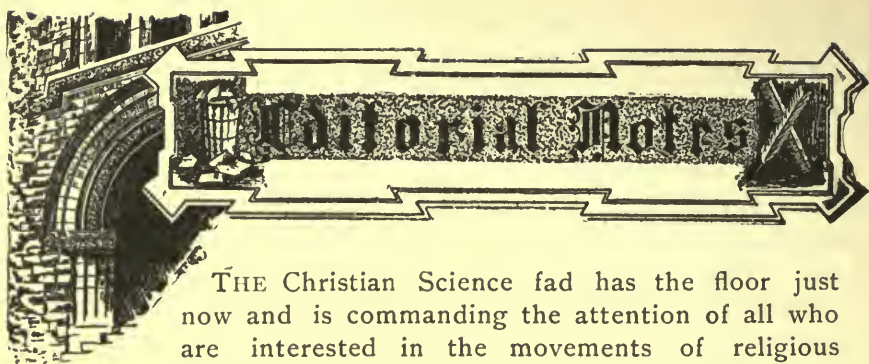 Editorial Notes
THE Christian Science fad has the floor just
now and is commanding the attention of all who
are interested in the movements of religious